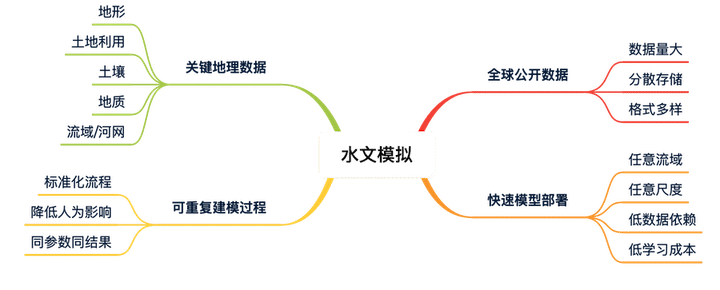 水文模拟
关键地理数据
地形
土地利用
土壤
地质
流域/河网
可重复建模过程
标准化流程
降低人为影响
同参数同结果
全球公开数据
数据量大
分散存储
格式多样
快速模型部署
任意流域
任意尺度
低数据依赖
低学习成本